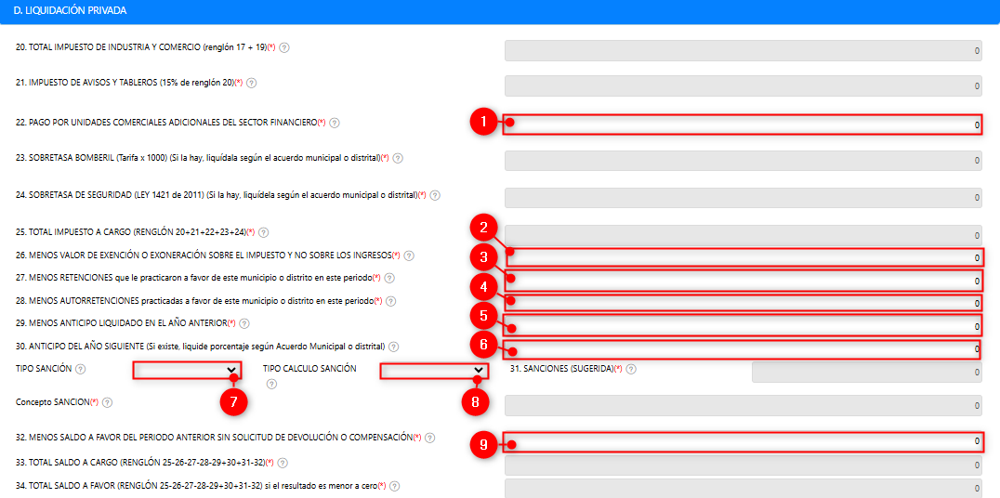 D. LIQUIDACIÓN PRIVADA
20. TOTAL IMPUESTO DE INDUSTRIA Y COMERCIO (renglón 17 + 19)(*) ? 0
21. IMPUESTO DE AVISOS Y TABLEROS (15% de renglón 20)(*) ? 0
22. PAGO POR UNIDADES COMERCIALES ADICIONALES DEL SECTOR FINANCIERO(*) ? 1 0
23. SOBRETASA BOMBERIL (Tarifa x 1000) (Si la hay, liquídala según el acuerdo municipal o distrital)(*) ? 0
24. SOBRETASA DE SEGURIDAD (LEY 1421 de 2011) (Si la hay, liquídela según el acuerdo municipal o distrital)(*) ? 0
25. TOTAL IMPUESTO A CARGO (RENGLÓN 20+21+22+23+24)(*) ? 2 0
26. MENOS VALOR DE EXENCIÓN O EXONERACIÓN SOBRE EL IMPUESTO Y NO SOBRE LOS INGRESOS(*) ? 3 0
27. MENOS RETENCIONES que le practicaron a favor de este municipio o distrito en este periodo(*) ? 4 0
28. MENOS AUTORRETENCIONES practicadas a favor de este municipio o distrito en este periodo(*) ? 5 0
29. MENOS ANTICIPO LIQUIDADO EN EL AÑO ANTERIOR(*) ? 0
30. ANTICIPO DEL AÑO SIGUIENTE (Si existe, liquide porcentaje según Acuerdo Municipal o distrital) ? 6 0
TIPO SANCIÓN ? 7 TIPO CALCULO SANCIÓN ? 8 31. SANCIONES (SUGERIDA)(*) ? 0
Concepto SANCION(*) ? 0
32. MENOS SALDO A FAVOR DEL PERIODO ANTERIOR SIN SOLICITUD DE DEVOLUCIÓN O COMPENSACIÓN(*) ? 9 0
33. TOTAL SALDO A CARGO (RENGLÓN 25-26-27-28-29+30+31-32)(*) ? 0
34. TOTAL SALDO A FAVOR (RENGLÓN 25-26-27-28-29+30+31-32) si el resultado es menor a cero(*) ? 0